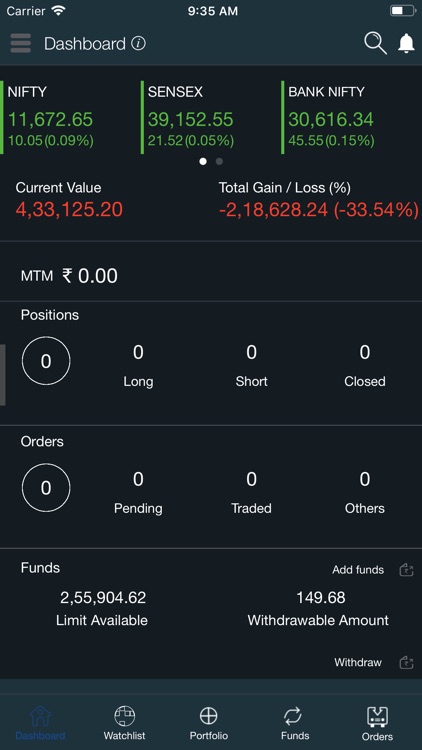 Carrier 9:35 AM
Dashboard i
NIFTY SENSEX BANK NIFTY
11,672.65 39,152.55 30,616.34
10.05(0.09%) 21.52(0.05%) 45.55(0.15%)
Current Value Total Gain / Loss (%)
4,33,125.20 -2,18,628.24 (-33.54%)
MTM ₹ 0.00
Positions
0 0 0 0
Long Short Closed
Orders
0 0 0 0
Pending Traded Others
Funds Add funds
2,55,904.62 149.68
Limit Available Withdrawable Amount
Withdraw
Dashboard Watchlist Portfolio Funds Orders